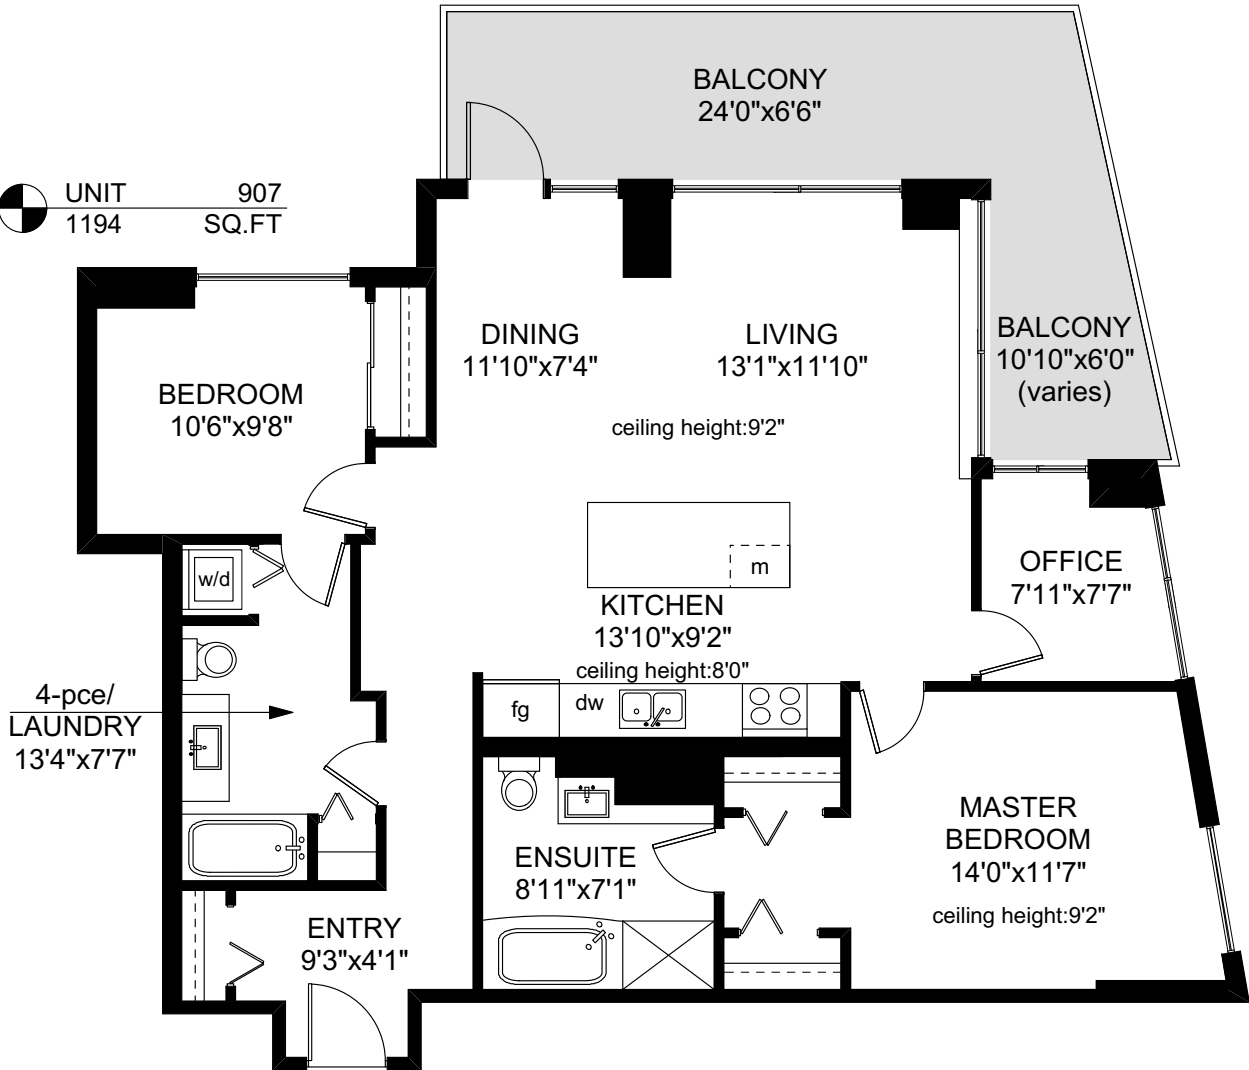 BALCONY
24'0"x6'6"
UNIT 907
1194 SQ.FT
DINING
11'10"x7'4"
LIVING
13'1"x11'10"
BALCONY
10'10"x6'0"
(varies)
BEDROOM
10'6"x9'8"
ceiling height:9'2"
OFFICE
7'11"x7'7"
w/d
m
KITCHEN
13'10"x9'2"
ceiling height:8'0"
fg
dw
4-pce/
LAUNDRY
13'4"x7'7"
MASTER
BEDROOM
14'0"x11'7"
ceiling height:9'2"
ENSUITE
8'11"x7'1"
ENTRY
9'3"x4'1"